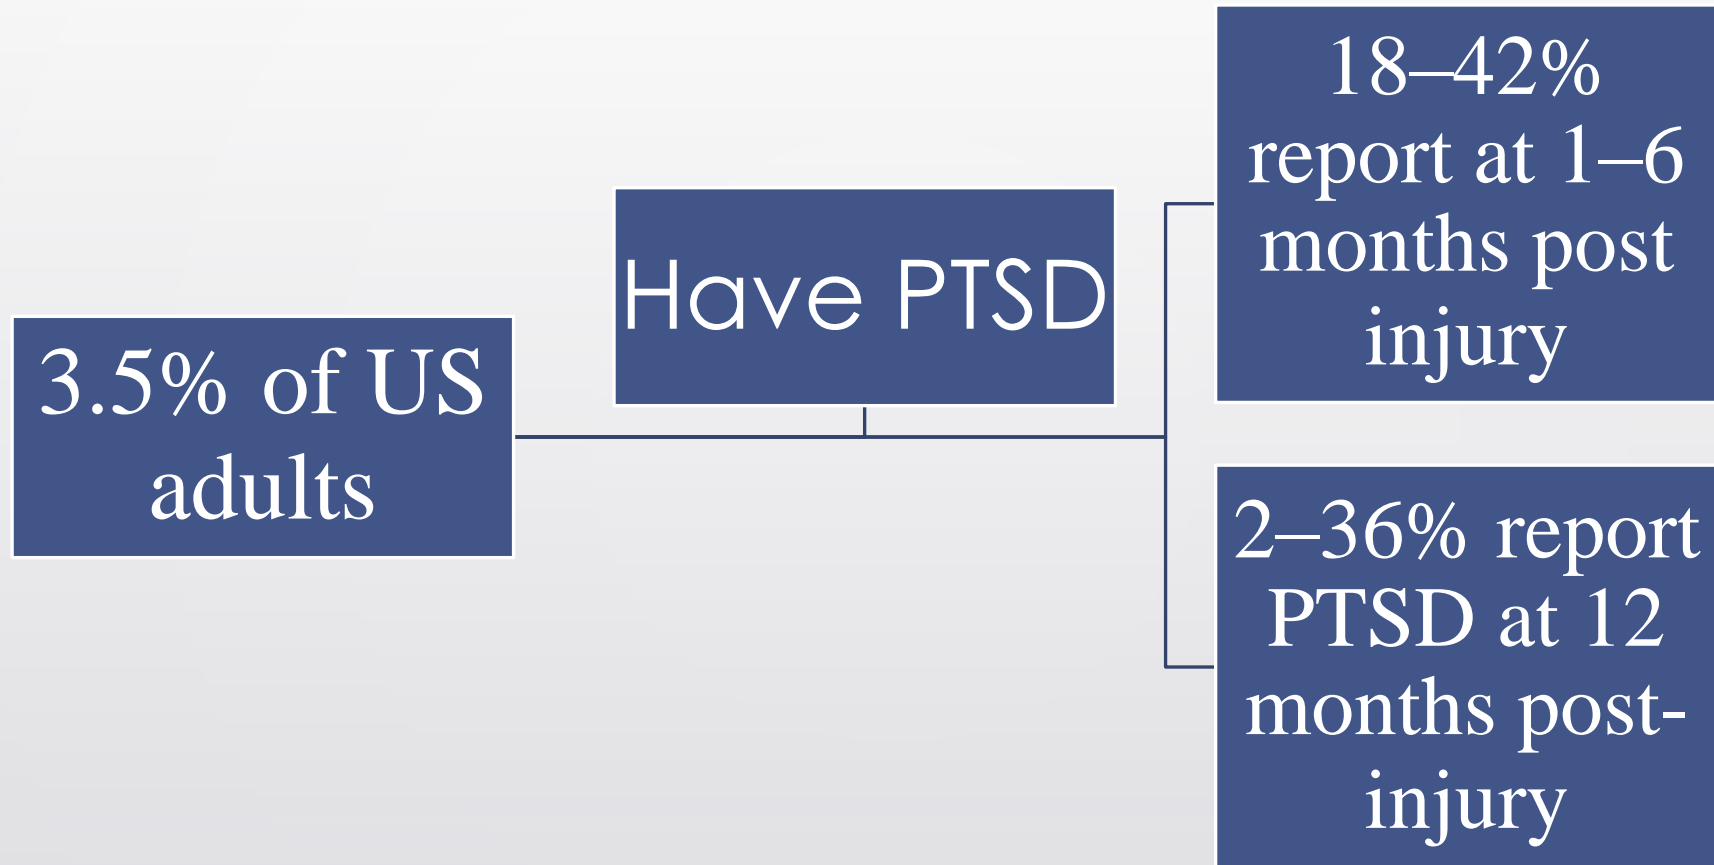 3.5% of US
adults
Have PTSD
18–42%
report at 1–6
months post
injury
2–36% report
PTSD at 12
months post-
injury